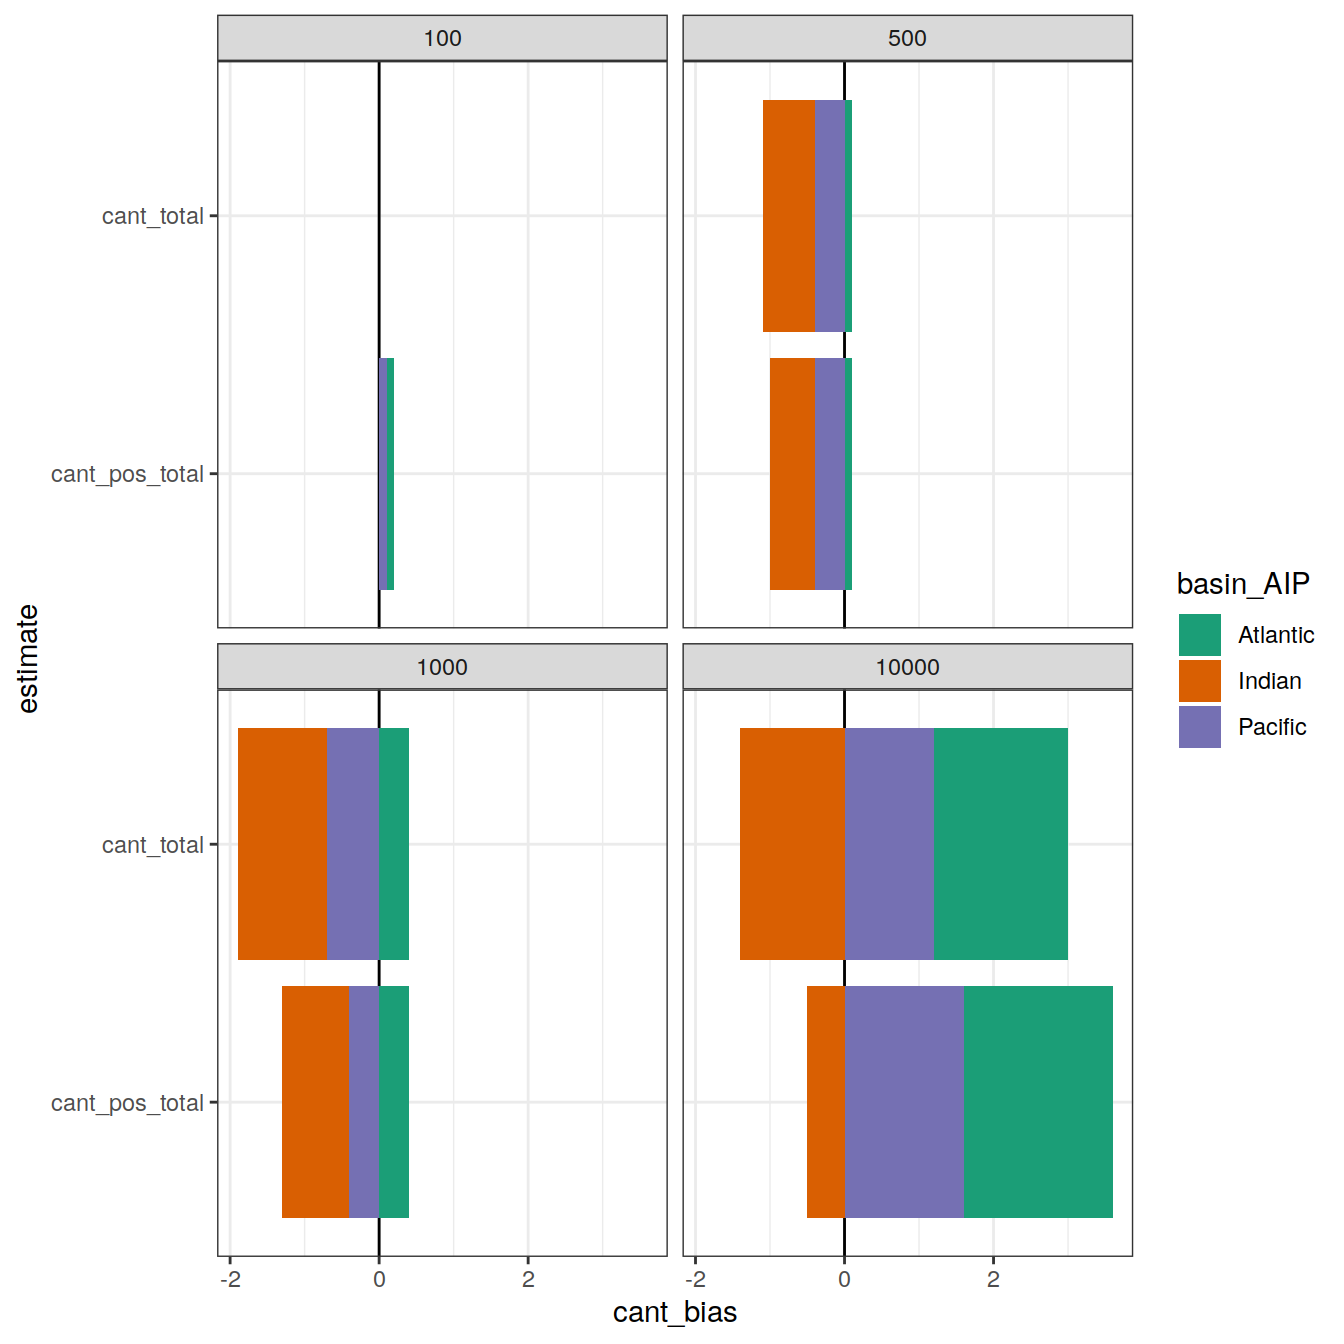 100
500
cant_total
cant_pos_total
1000
10000
cant_total
cant_pos_total
-2 0 2
-2 0 2
cant_bias
estimate
basin_AIP
Atlantic
Indian
Pacific